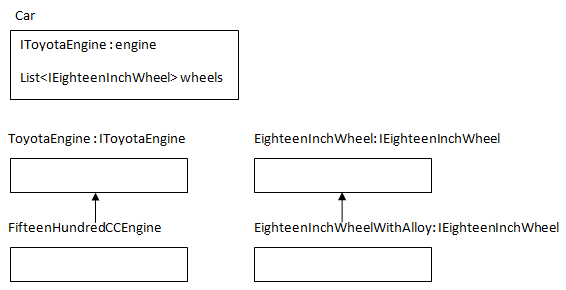 Car
IToyotaEngine : engine
List<IEighteenInchWheel> wheels
ToyotaEngine : IToyotaEngine
EighteenInchWheel: IEighteenInchWheel
FifteenHundredCCEngine
EighteenInchWheelWithAlloy: IEighteenInchWheel